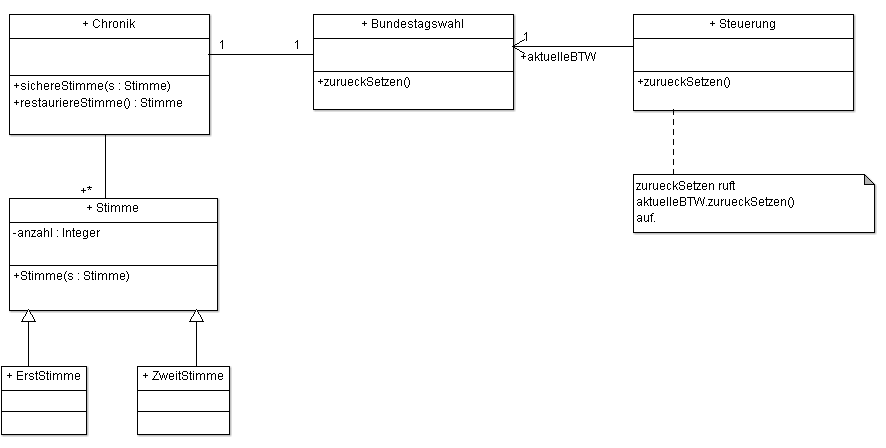 + Chronik
+sichereStimme(s : Stimme)
+restauriereStimme() : Stimme
1
1
+ Bundestagswahl
+zurueckSetzen()
1
+aktuelleBTW
+ Steuerung
+zurueckSetzen()
zurueckSetzen ruft
aktuelleBTW.zurueckSetzen()
auf.
+*
+ Stimme
-anzahl : Integer
+Stimme(s : Stimme)
+ ErstStimme
+ ZweitStimme